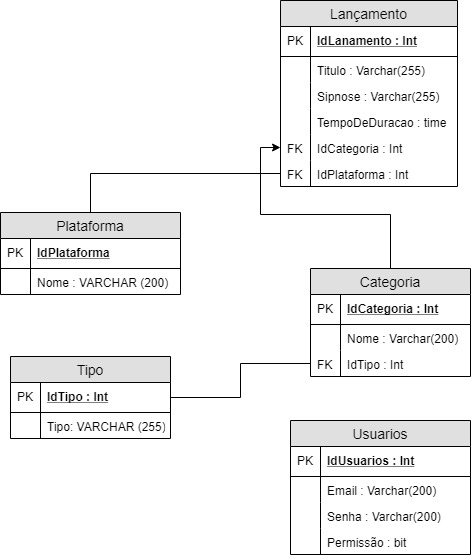 Lançamento
PK IdLanamento : Int
Titulo : Varchar(255)
Sipnose : Varchar(255)
TempoDeDuracao : time
FK IdCategoria : Int
FK IdPlataforma : Int
Plataforma
PK IdPlataforma
Nome : VARCHAR (200)
Categoria
PK IdCategoria : Int
Nome : Varchar(200)
FK IdTipo : Int
Tipo
PK IdTipo : Int
Tipo: VARCHAR (255)
Usuarios
PK IdUsuarios : Int
Email : Varchar(200)
Senha : Varchar(200)
Permissão : bit